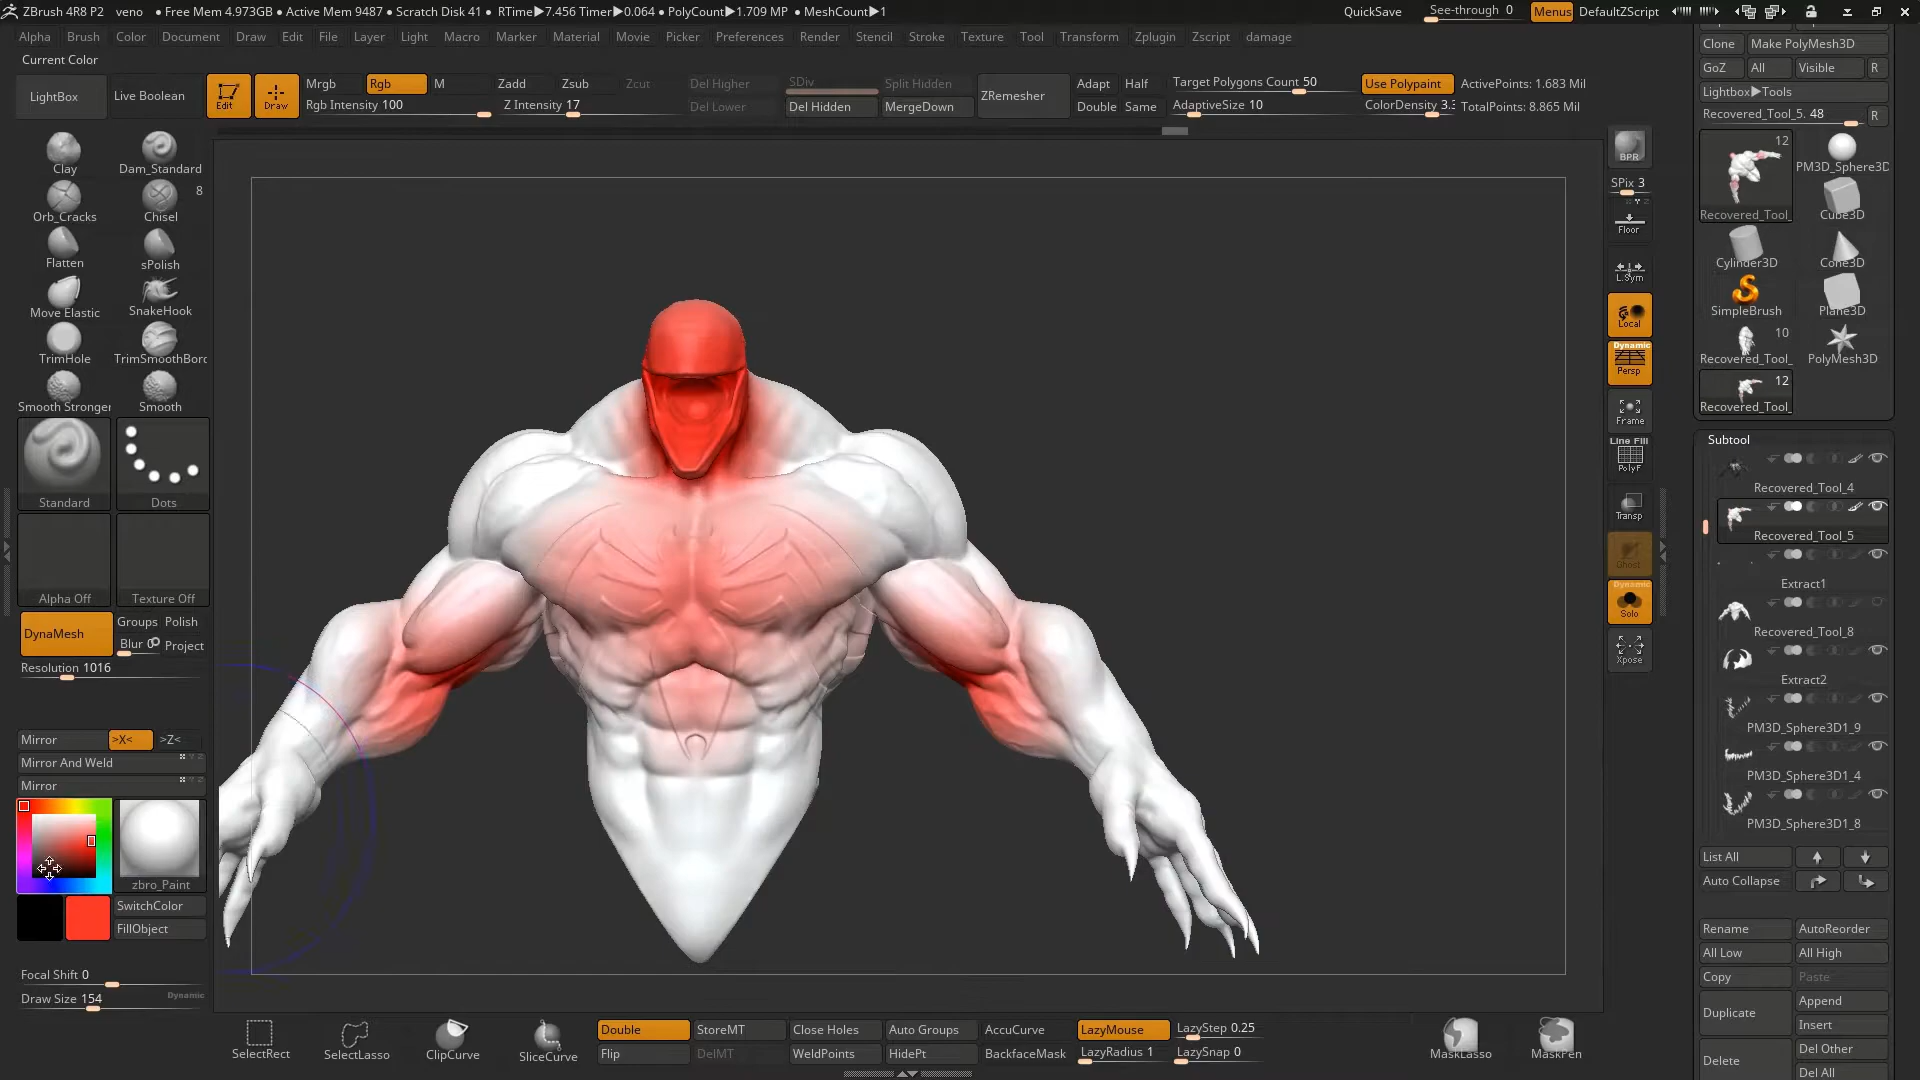 ZBrush 4R8 P2 veno ● Free Mem 4.973GB ● Active Mem 9487 ● Scratch Disk 41 ● RTime▶7.456 Timer▶0.064 ● PolyCount▶1.709 MP ● MeshCount▶1 QuickSave See-through 0 Menus DefaultZScript
Alpha Brush Color Document Draw Edit File Layer Light Macro Marker Material Movie Picker Preferences Render Stencil Stroke Texture Tool Transform Zplugin Zscript damage
Current Color
LightBox
Live Boolean
Edit
Draw
Mrgb Rgb M Zadd Zsub Zcut
Rgb Intensity 100 Z Intensity 17
Del Higher SDiv Split Hidden
Del Lower Del Hidden MergeDown
ZRemesher
Adapt Half
Double Same
Target Polygons Count 50
AdaptiveSize 10
Use Polypaint
ColorDensity 3.
ActivePoints: 1.683 Mil
TotalPoints: 8.865 Mil
Clay Dam_Standard
8
Orb_Cracks Chisel
Flatten sPolish
Move Elastic SnakeHook
TrimHole TrimSmoothBorc
Smooth Stronger Smooth
Standard Dots
Alpha Off Texture Off
DynaMesh Groups Polish
Blur 0 Project
Resolution 1016
Mirror >X< >Z<
Mirror And Weld
Mirror
zbro_Paint
SwitchColor
FillObject
Focal Shift 0
Draw Size 154 Dynamic
BPR
SPix 3
Floor
L.Sym
Local
Dynamic
Persp
Frame
Line Fill
PolyF
Transp
Ghost
Dynamic
Solo
Xpose
Clone Make PolyMesh3D
GoZ All Visible R
Lightbox▶Tools
Recovered_Tool_5. 48 R
12
Recovered_Tool_ PM3D_Sphere3D
Cube3D
Cylinder3D Cone3D
SimpleBrush Plane3D
10
Recovered_Tool_ PolyMesh3D
12
Recovered_Tool_
Subtool
Recovered_Tool_4
Recovered_Tool_5
Extract1
Recovered_Tool_8
Extract2
PM3D_Sphere3D1_9
PM3D_Sphere3D1_4
PM3D_Sphere3D1_8
List All
Auto Collapse
Rename AutoReorder
All Low All High
Copy Paste
Duplicate Append
Insert
Delete Del Other
Del All
SelectRect SelectLasso ClipCurve SliceCurve
Double StoreMT Close Holes Auto Groups AccuCurve LazyMouse LazyStep 0.25
Flip DelMT WeldPoints HidePt BackfaceMask LazyRadius 1 LazySnap 0
MaskLasso MaskPen